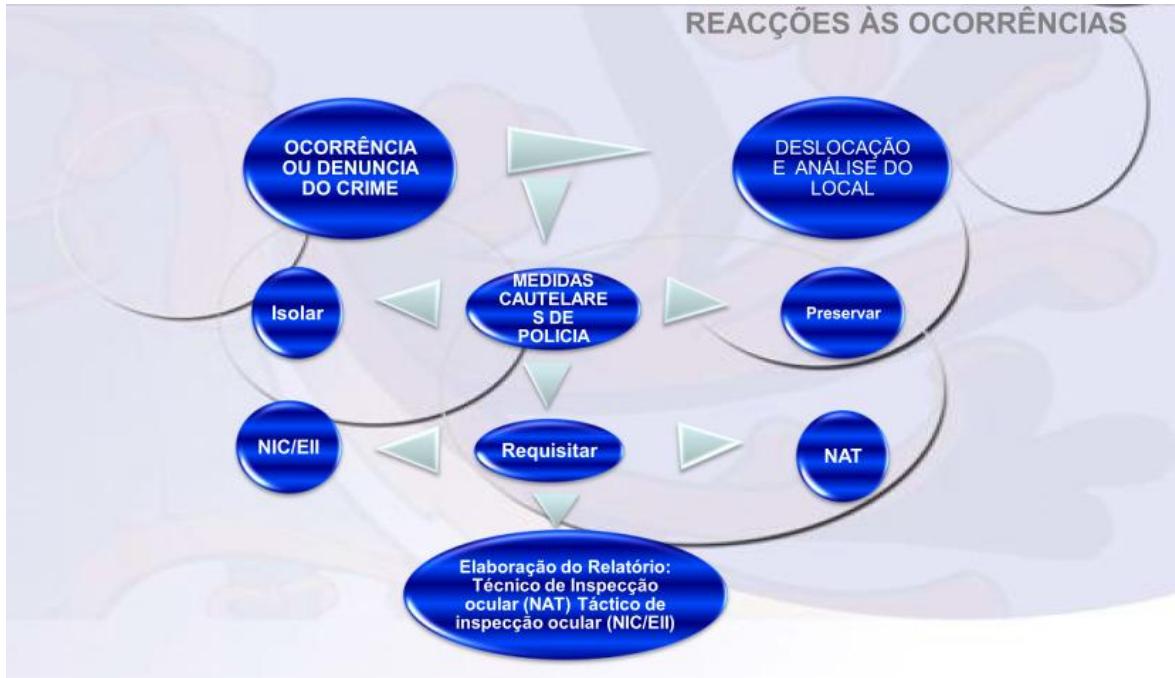 REACÇÕES ÀS OCORRÊNCIAS
OCORRÊNCIA
OU DENUNCIA
DO CRIME
DESLOCAÇÃO
E ANÁLISE DO
LOCAL
Isolar
MEDIDAS
CAUTELARE
S DE
POLICIA
Preservar
NIC/EII
Requisitar
NAT
Elaboração do Relatório:
Técnico de Inspecção
ocular (NAT) Táctico de
inspecção ocular (NIC/EII)